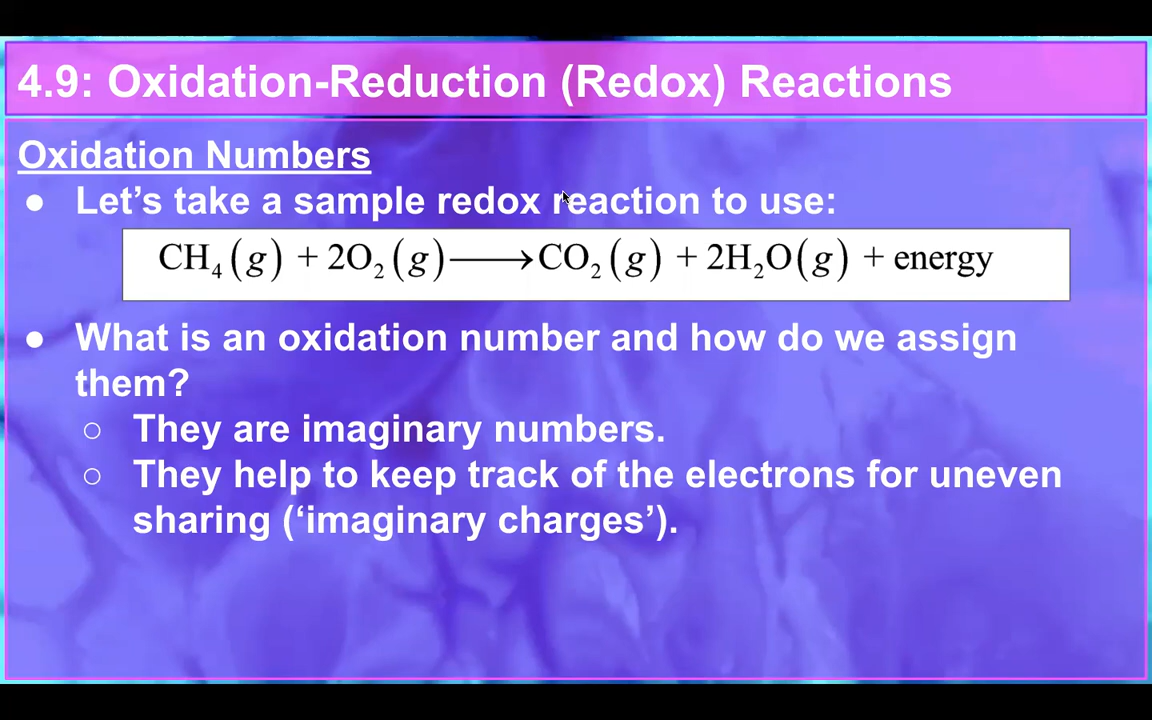 4.9: Oxidation-Reduction (Redox) Reactions
Oxidation Numbers
● Let’s take a sample redox reaction to use:
CH₄(g) + 2O₂(g)⟶CO₂(g) + 2H₂O(g) + energy
● What is an oxidation number and how do we assign
them?
○ They are imaginary numbers.
○ They help to keep track of the electrons for uneven
sharing (‘imaginary charges’).